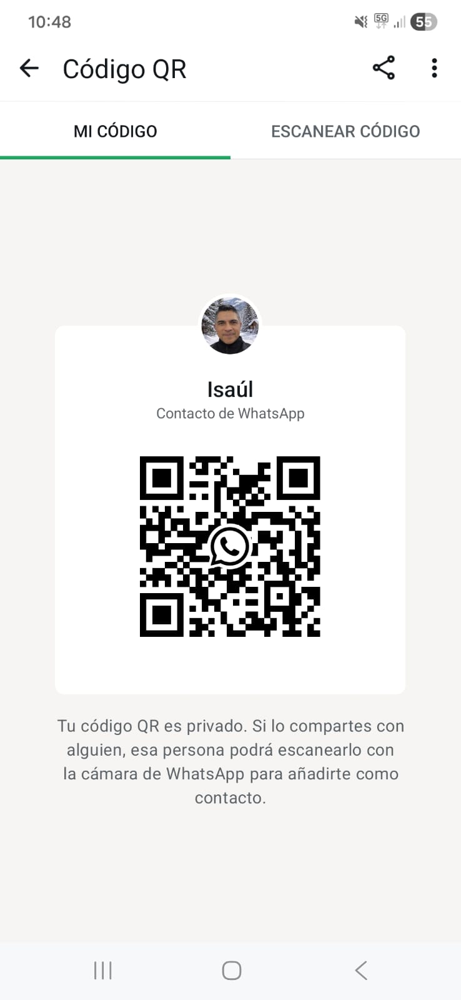 10:48
5G
55
Código QR
MI CÓDIGO
ESCANEAR CÓDIGO
Isaúl
Contacto de WhatsApp
Tu código QR es privado. Si lo compartes con
alguien, esa persona podrá escanearlo con
la cámara de WhatsApp para añadirte como
contacto.